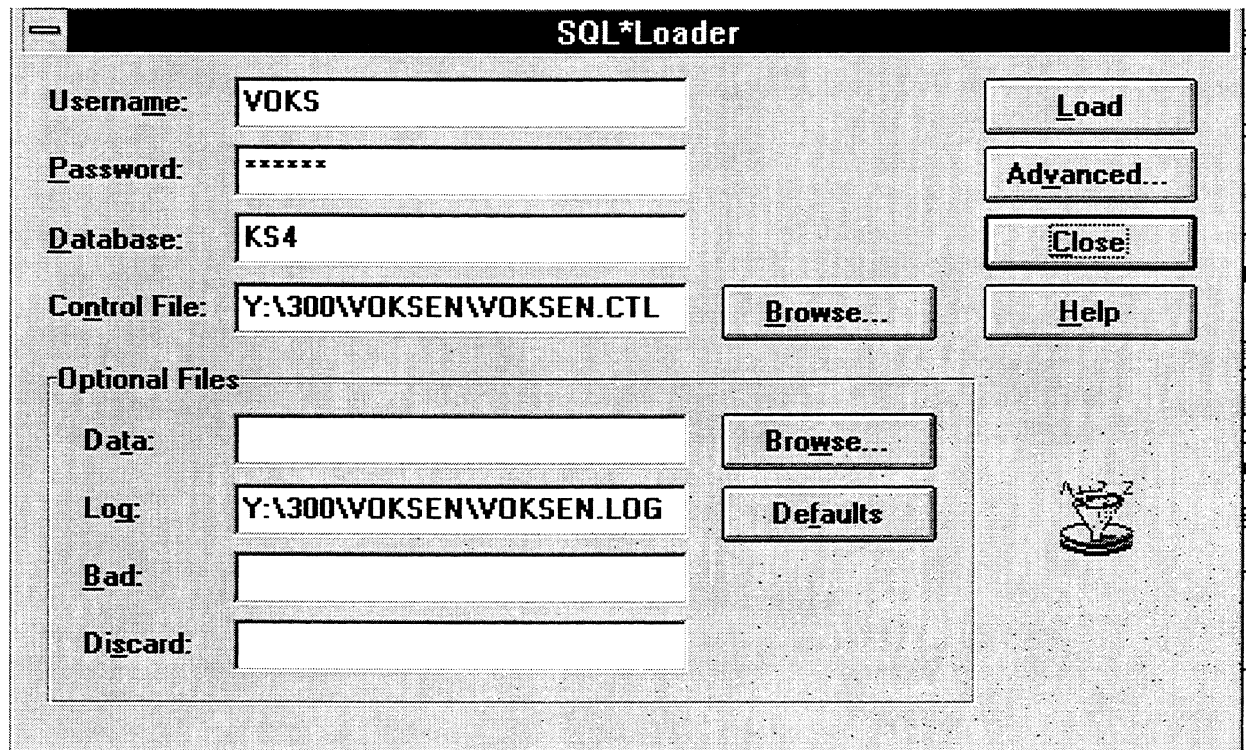 SQL*Loader
Username: VOKS
Load
Password: ******
Advanced...
Database: KS4
Close
Control File: Y:\300\VOKSEN\VOKSEN.CTL
Browse...
Help
Optional Files
Data:
Browse...
Log: Y:\300\VOKSEN\VOKSEN.LOG
Defaults
Bad:
Discard: